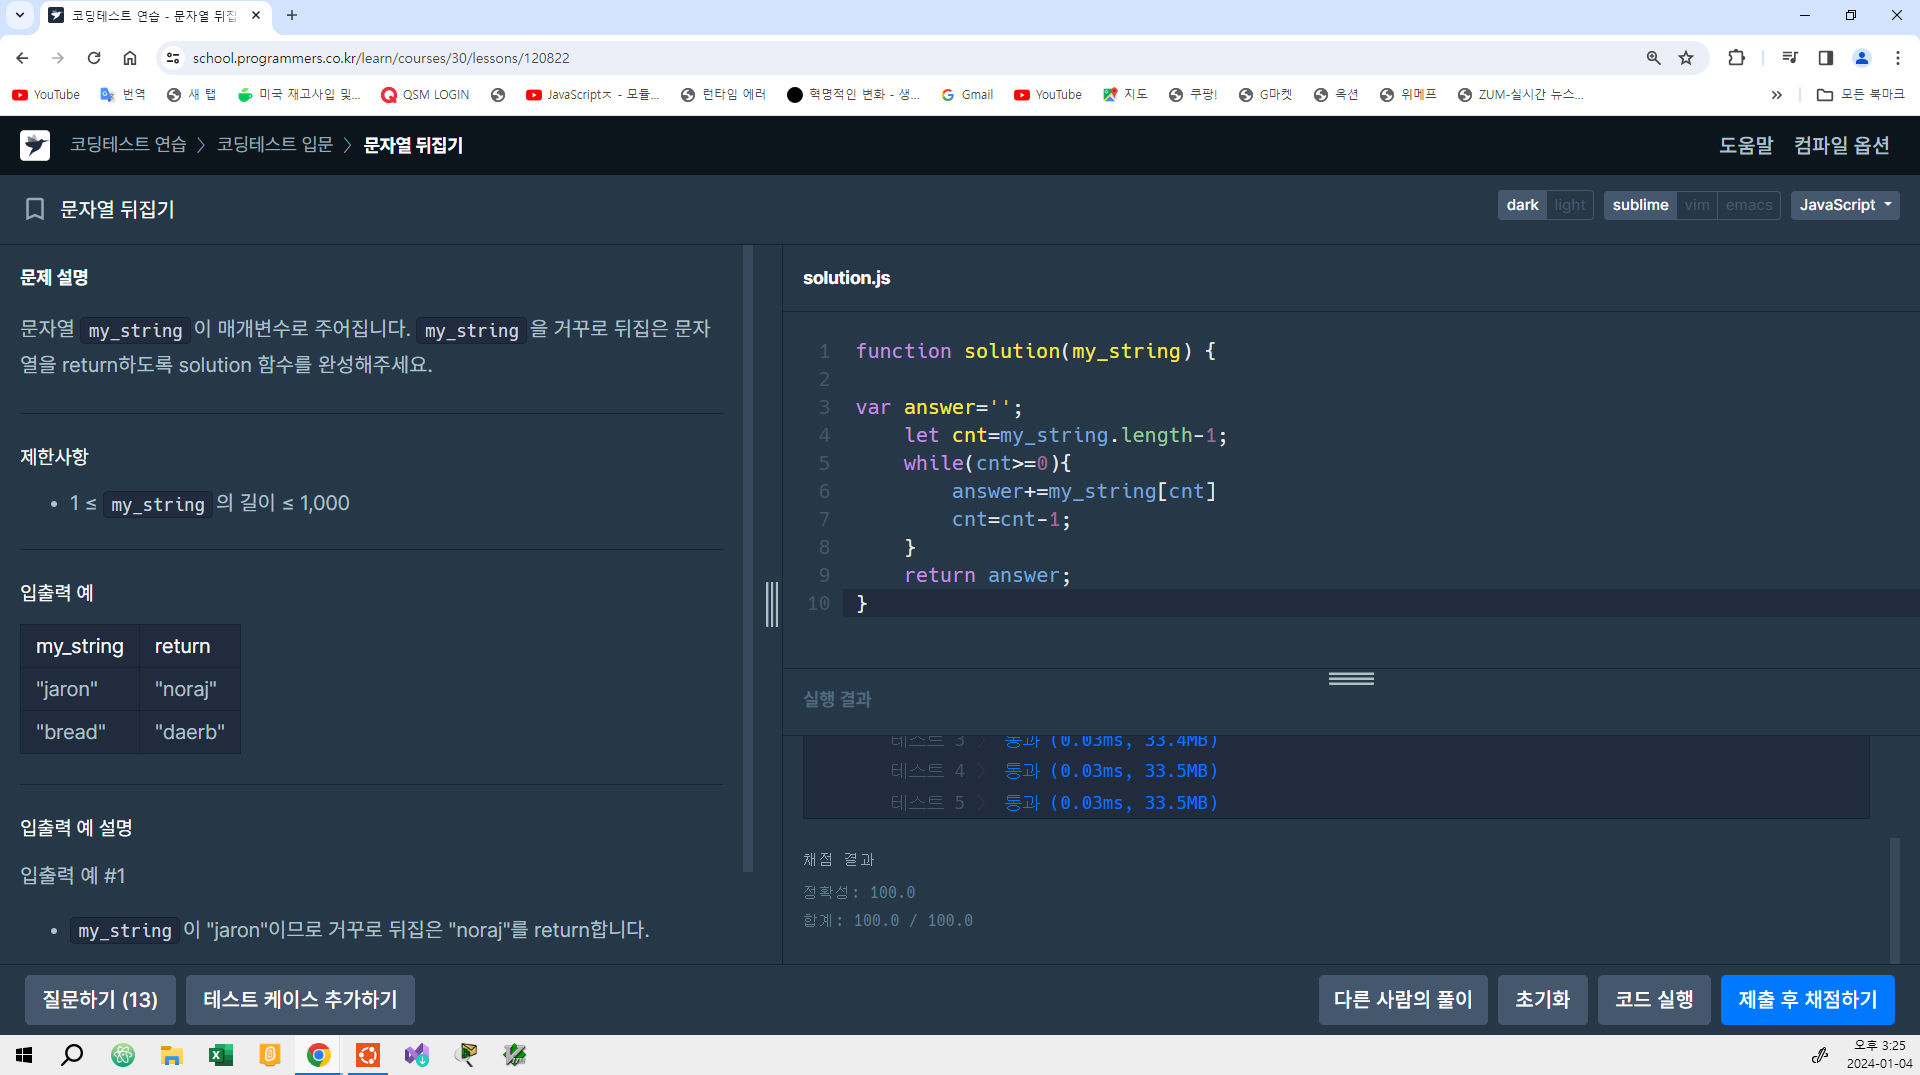 코딩테스트 연습 - 문자열 뒤집
school.programmers.co.kr/learn/courses/30/lessons/120822
YouTube 번역 새 탭 미국 재고사입 및... QSM LOGIN JavaScriptㅈ - 모듈... 런타임 에러 혁명적인 변화 - 생... Gmail YouTube 지도 쿠팡! G마켓 옥션 위메프 ZUM-실시간 뉴스... 모든 북마크
코딩테스트 연습 코딩테스트 입문 문자열 뒤집기 도움말 컴파일 옵션
문자열 뒤집기 dark light sublime vim emacs JavaScript
문제 설명
문자열 my_string 이 매개변수로 주어집니다. my_string 을 거꾸로 뒤집은 문자
열을 return하도록 solution 함수를 완성해주세요.
제한사항
• 1 ≤ my_string 의 길이 ≤ 1,000
입출력 예
my_string return
"jaron" "noraj"
"bread" "daerb"
입출력 예 설명
입출력 예 #1
• my_string 이 "jaron"이므로 거꾸로 뒤집은 "noraj"를 return합니다.
solution.js
1 function solution(my_string) {
2
3 var answer='';
4 let cnt=my_string.length-1;
5 while(cnt>=0){
6 answer+=my_string[cnt]
7 cnt=cnt-1;
8 }
9 return answer;
10 }
실행 결과
테스트 3 〉 통과 (0.03ms, 33.4MB)
테스트 4 〉 통과 (0.03ms, 33.5MB)
테스트 5 〉 통과 (0.03ms, 33.5MB)
채점 결과
정확성: 100.0
합계: 100.0 / 100.0
질문하기 (13) 테스트 케이스 추가하기 다른 사람의 풀이 초기화 코드 실행 제출 후 채점하기
오후 3:25
2024-01-04